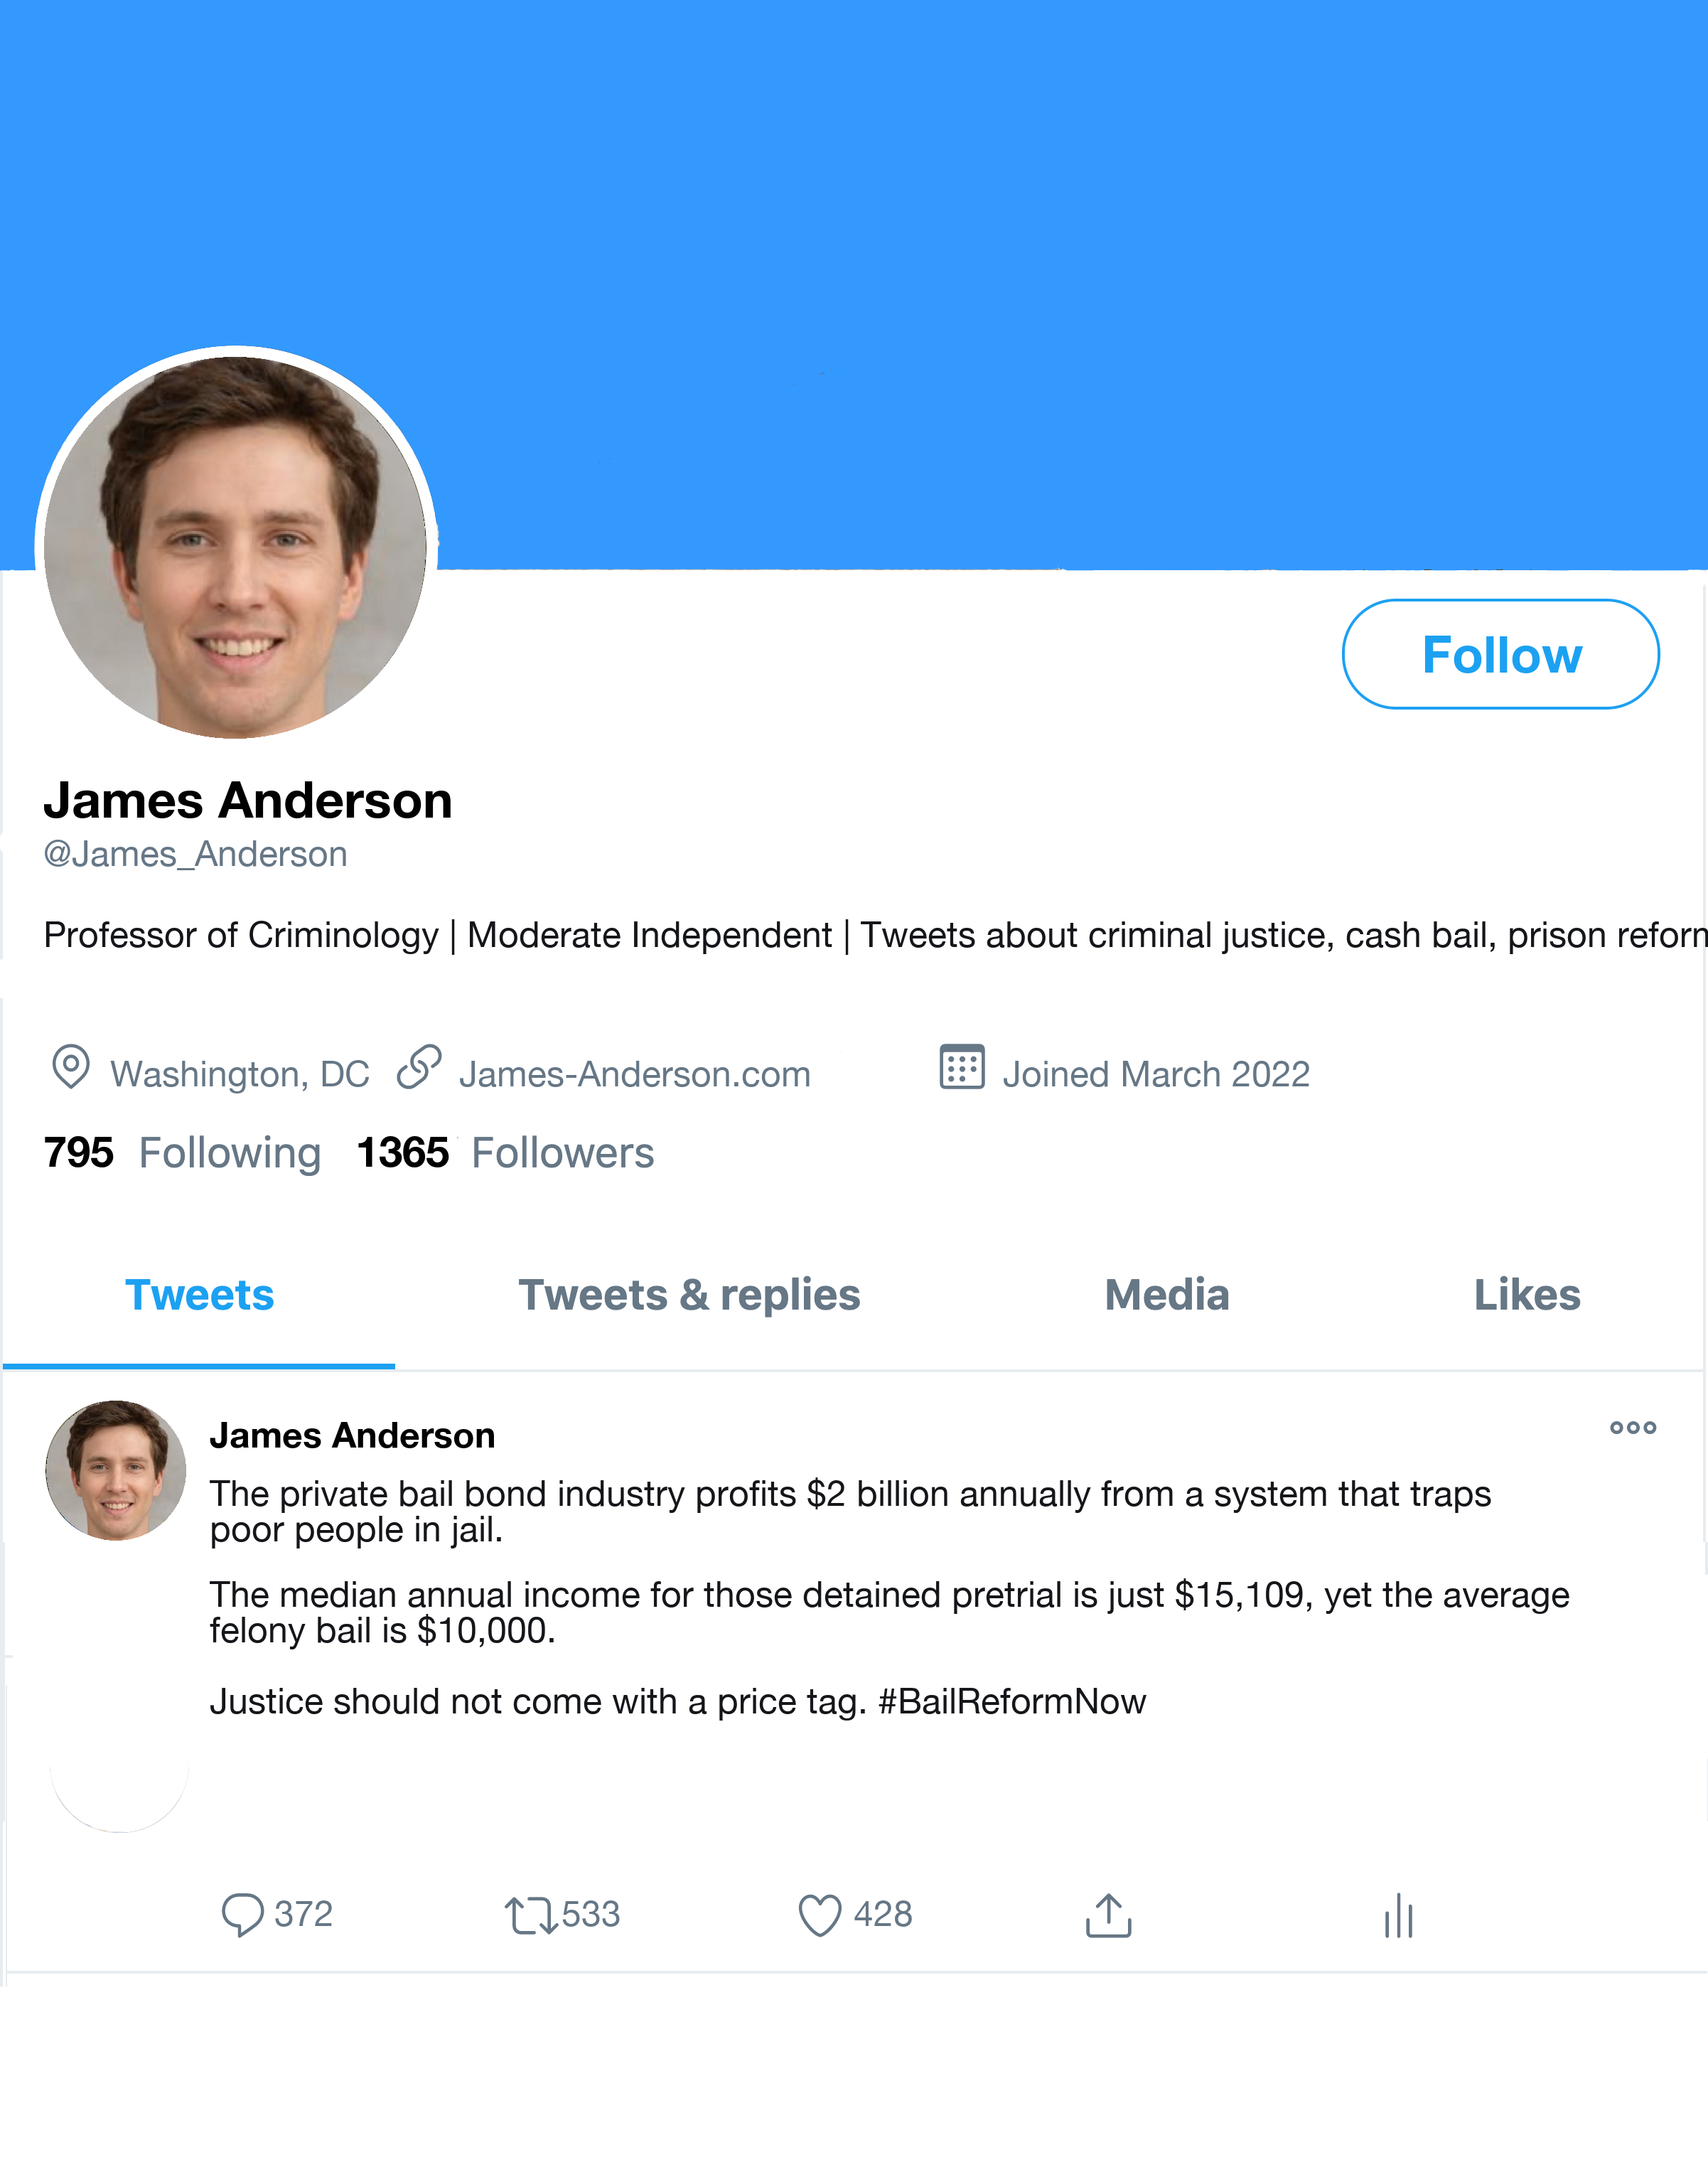 Follow
James Anderson
@James_Anderson
Professor of Criminology | Moderate Independent | Tweets about criminal justice, cash bail, prison reform
Washington, DC James-Anderson.com Joined March 2022
795 Following 1365 Followers
Tweets Tweets & replies Media Likes
James Anderson
The private bail bond industry profits $2 billion annually from a system that traps
poor people in jail.
The median annual income for those detained pretrial is just $15,109, yet the average
felony bail is $10,000.
Justice should not come with a price tag. #BailReformNow
372 533 428